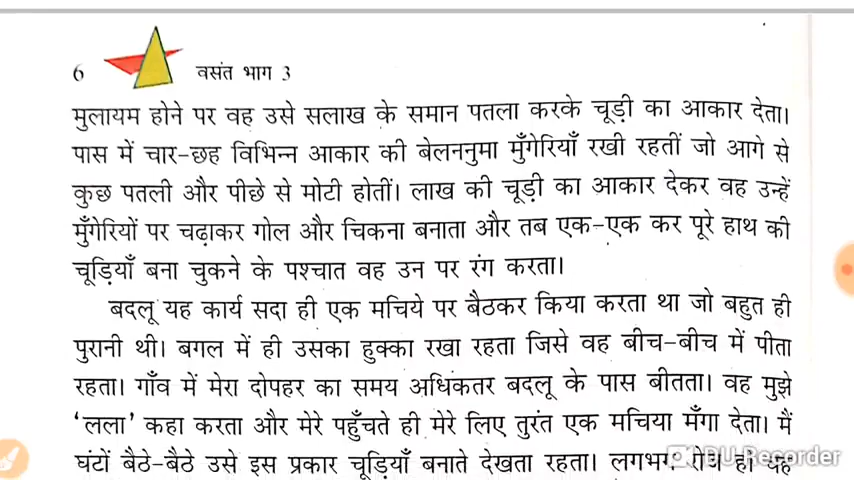 6 वसंत भाग 3
मुलायम होने पर वह उसे सलाख के समान पतला करके चूड़ी का आकार देता।
पास में चार-छह विभिन्न आकार की बेलननुमा मुँगेरियाँ रखी रहतीं जो आगे से
कुछ पतली और पीछे से मोटी होतीं। लाख की चूड़ी का आकार देकर वह उन्हें
मुँगेरियों पर चढ़ाकर गोल और चिकना बनाता और तब एक-एक कर पूरे हाथ की
चूड़ियाँ बना चुकने के पश्चात वह उन पर रंग करता।
बदलू यह कार्य सदा ही एक मचिये पर बैठकर किया करता था जो बहुत ही
पुरानी थी। बगल में ही उसका हुक्का रखा रहता जिसे वह बीच-बीच में पीता
रहता। गाँव में मेरा दोपहर का समय अधिकतर बदलू के पास बीतता। वह मुझे
'लला' कहा करता और मेरे पहुँचते ही मेरे लिए तुरंत एक मचिया मँगा देता। मैं
घंटों बैठे-बैठे उसे इस प्रकार चूड़ियाँ बनाते देखता रहता। लगभग रोज़ ही वह
DU Recorder